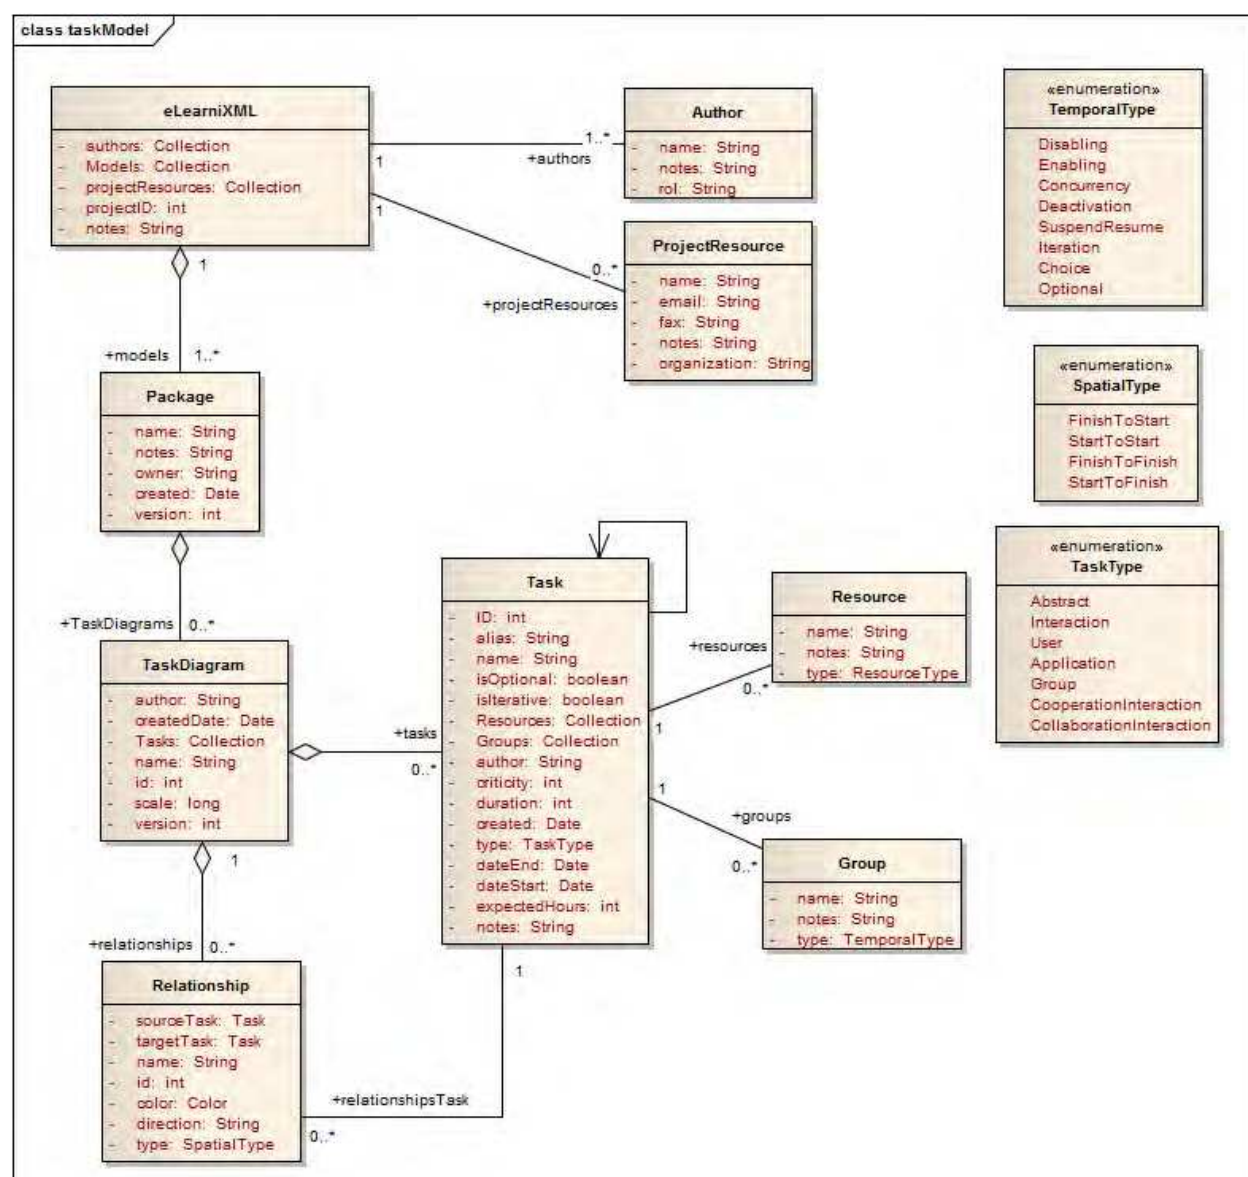 class taskModel
eLearniXML
- authors: Collection
- Models: Collection
- projectResources: Collection
- projectID: int
- notes: String
1
1
1
1..*
+authors
Author
- name: String
- notes: String
- rol: String
0..*
+projectResources
ProjectResource
- name: String
- email: String
- fax: String
- notes: String
- organization: String
«enumeration»
TemporalType
Disabling
Enabling
Concurrency
Deactivation
SuspendResume
Iteration
Choice
Optional
«enumeration»
SpatialType
FinishToStart
StartToStart
FinishToFinish
StartToFinish
«enumeration»
TaskType
Abstract
Interaction
User
Application
Group
CooperationInteraction
CollaborationInteraction
+models
1..*
Package
- name: String
- notes: String
- owner: String
- created: Date
- version: int
+TaskDiagrams
0..*
TaskDiagram
- author: String
- createdDate: Date
- Tasks: Collection
- name: String
- id: int
- scale: long
- version: int
+tasks
0..*
1
Task
- ID: int
- alias: String
- name: String
- isOptional: boolean
- isIterative: boolean
- Resources: Collection
- Groups: Collection
- author: String
- criticity: int
- duration: int
- created: Date
- type: TaskType
- dateEnd: Date
- dateStart: Date
- expectedHours: int
- notes: String
+resources
0..*
1
Resource
- name: String
- notes: String
- type: ResourceType
1
+groups
0..*
Group
- name: String
- notes: String
- type: TemporalType
+relationships
0..*
Relationship
- sourceTask: Task
- targetTask: Task
- name: String
- id: int
- color: Color
- direction: String
- type: SpatialType
1
+relationshipsTask
0..*